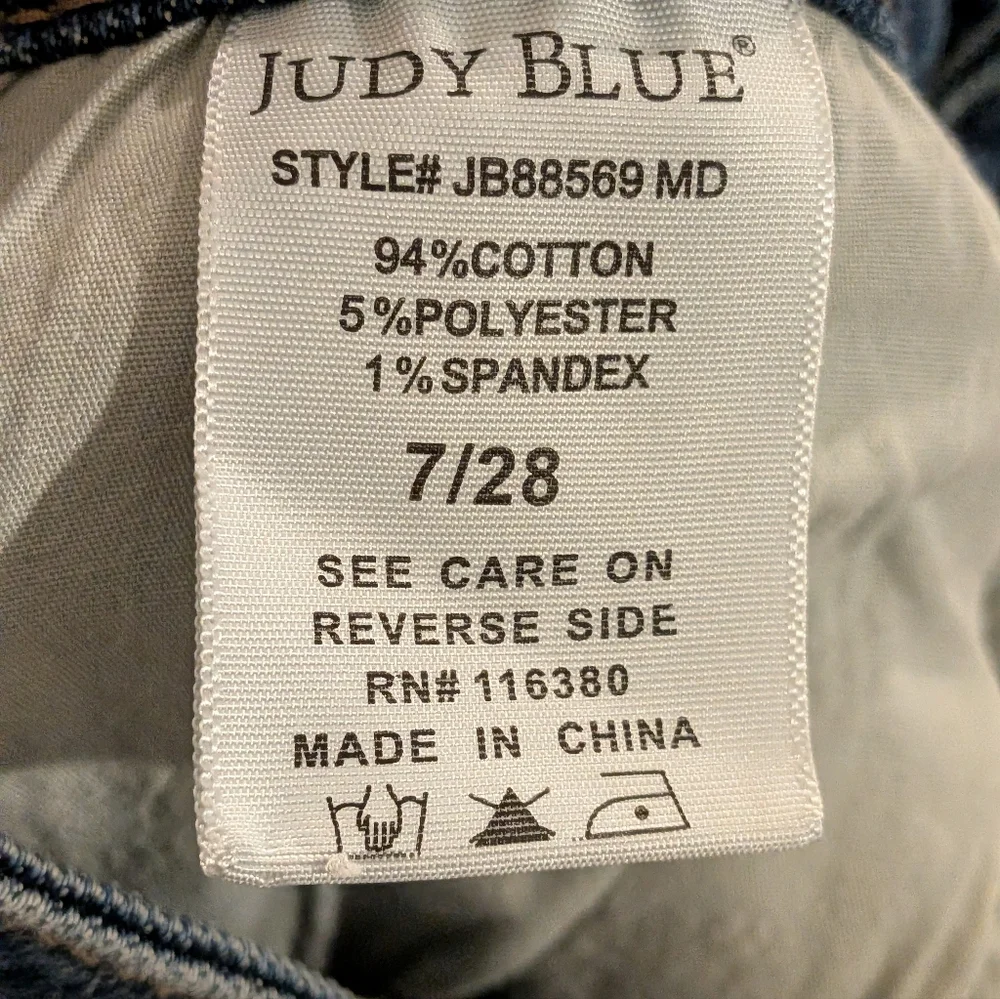 JUDY BLUE®
STYLE# JB88569 MD
94%COTTON
5%POLYESTER
1%SPANDEX
7/28
SEE CARE ON
REVERSE SIDE
RN# 116380
MADE IN CHINA